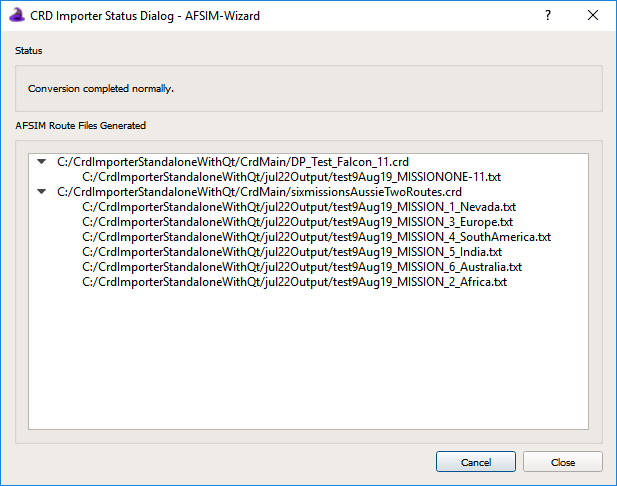 CRD Importer Status Dialog - AFSIM-Wizard
Status
Conversion completed normally.
AFSIM Route Files Generated
C:/CrdImporterStandaloneWithQt/CrdMain/DP_Test_Falcon_11.crd
C:/CrdImporterStandaloneWithQt/jul22Output/test9Aug19_MISSIONONE-11.txt
C:/CrdImporterStandaloneWithQt/CrdMain/sixmissionsAussieTwoRoutes.crd
C:/CrdImporterStandaloneWithQt/jul22Output/test9Aug19_MISSION_1_Nevada.txt
C:/CrdImporterStandaloneWithQt/jul22Output/test9Aug19_MISSION_3_Europe.txt
C:/CrdImporterStandaloneWithQt/jul22Output/test9Aug19_MISSION_4_SouthAmerica.txt
C:/CrdImporterStandaloneWithQt/jul22Output/test9Aug19_MISSION_5_India.txt
C:/CrdImporterStandaloneWithQt/jul22Output/test9Aug19_MISSION_6_Australia.txt
C:/CrdImporterStandaloneWithQt/jul22Output/test9Aug19_MISSION_2_Africa.txt
Cancel Close